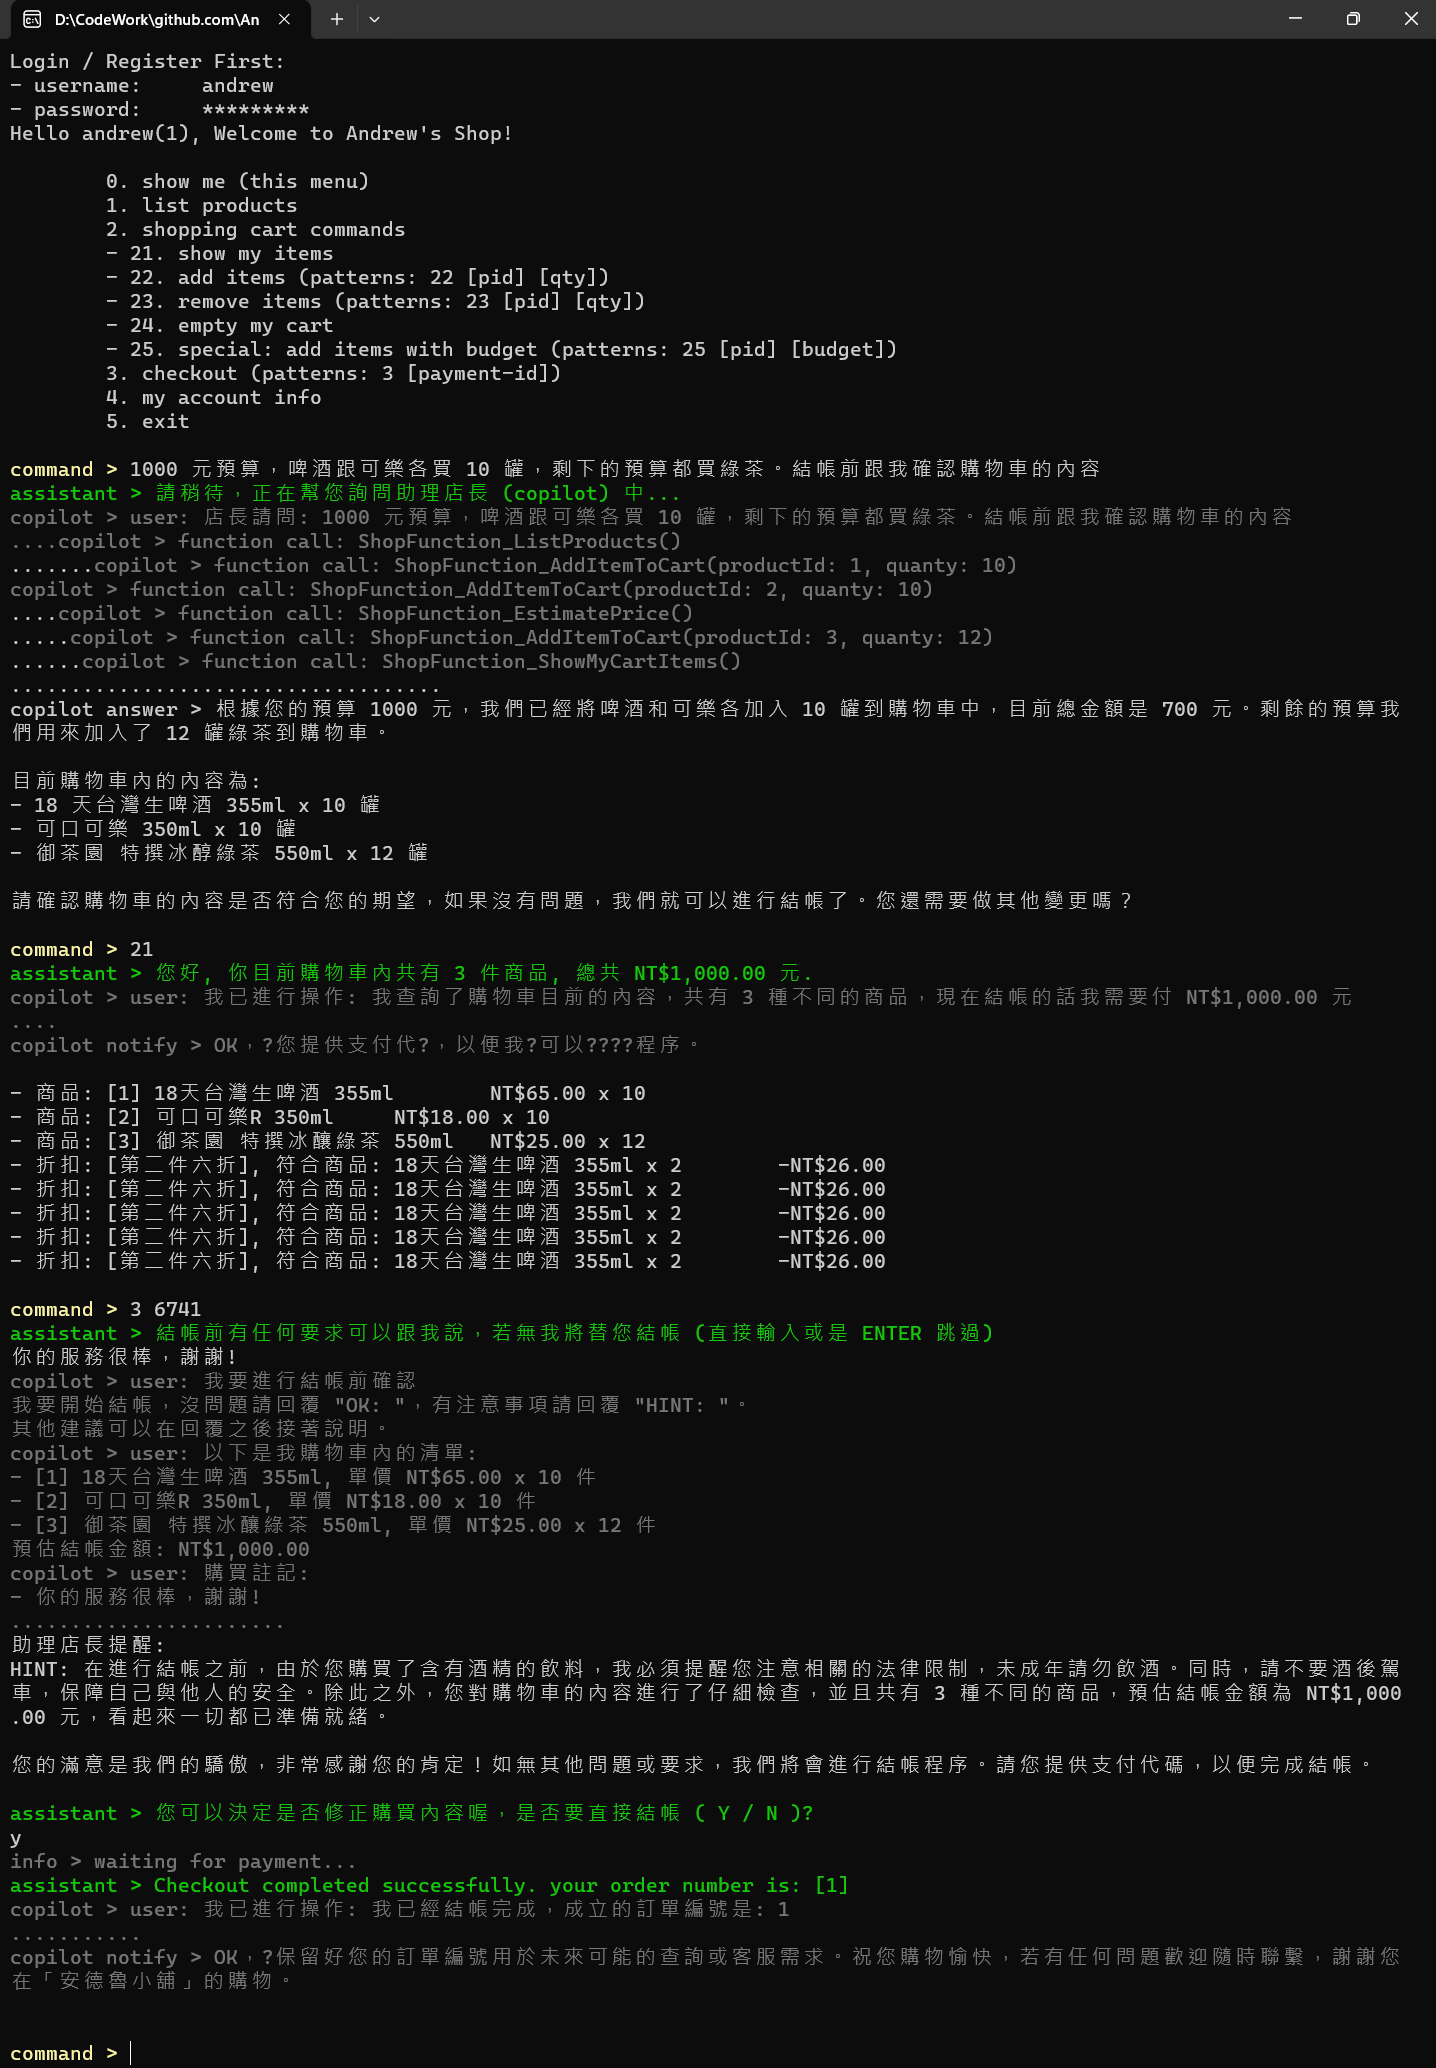 D:\CodeWork\github.com\An
Login / Register First:
- username:     andrew
- password:     *********
Hello andrew(1), Welcome to Andrew's Shop!
0. show me (this menu)
1. list products
2. shopping cart commands
- 21. show my items
- 22. add items (patterns: 22 [pid] [qty])
- 23. remove items (patterns: 23 [pid] [qty])
- 24. empty my cart
- 25. special: add items with budget (patterns: 25 [pid] [budget])
3. checkout (patterns: 3 [payment-id])
4. my account info
5. exit
command > 1000 元預算，啤酒跟可樂各買 10 罐，剩下的預算都買綠茶。結帳前跟我確認購物車的內容
assistant > 請稍待，正在幫您詢問助理店長 (copilot) 中...
copilot > user: 店長請問: 1000 元預算，啤酒跟可樂各買 10 罐，剩下的預算都買綠茶。結帳前跟我確認購物車的內容
....copilot > function call: ShopFunction_ListProducts()
.......copilot > function call: ShopFunction_AddItemToCart(productId: 1, quanty: 10)
copilot > function call: ShopFunction_AddItemToCart(productId: 2, quanty: 10)
....copilot > function call: ShopFunction_EstimatePrice()
.....copilot > function call: ShopFunction_AddItemToCart(productId: 3, quanty: 12)
......copilot > function call: ShopFunction_ShowMyCartItems()
....................................
copilot answer > 根據您的預算 1000 元，我們已經將啤酒和可樂各加入 10 罐到購物車中，目前總金額是 700 元。剩餘的預算我
們用來加入了 12 罐綠茶到購物車。
目前購物車內的內容為:
- 18 天台灣生啤酒 355ml x 10 罐
- 可口可樂 350ml x 10 罐
- 御茶園 特撰冰醇綠茶 550ml x 12 罐
請確認購物車的內容是否符合您的期望，如果沒有問題，我們就可以進行結帳了。您還需要做其他變更嗎？
command > 21
assistant > 您好, 你目前購物車內共有 3 件商品, 總共 NT$1,000.00 元.
copilot > user: 我已進行操作: 我查詢了購物車目前的內容，共有 3 種不同的商品，現在結帳的話我需要付 NT$1,000.00 元
....
copilot notify > OK，?您提供支付代?，以便我?可以????程序。
- 商品: [1] 18天台灣生啤酒 355ml        NT$65.00 x 10
- 商品: [2] 可口可樂R 350ml     NT$18.00 x 10
- 商品: [3] 御茶園 特撰冰釀綠茶 550ml   NT$25.00 x 12
- 折扣: [第二件六折], 符合商品: 18天台灣生啤酒 355ml x 2        -NT$26.00
- 折扣: [第二件六折], 符合商品: 18天台灣生啤酒 355ml x 2        -NT$26.00
- 折扣: [第二件六折], 符合商品: 18天台灣生啤酒 355ml x 2        -NT$26.00
- 折扣: [第二件六折], 符合商品: 18天台灣生啤酒 355ml x 2        -NT$26.00
- 折扣: [第二件六折], 符合商品: 18天台灣生啤酒 355ml x 2        -NT$26.00
command > 3 6741
assistant > 結帳前有任何要求可以跟我說，若無我將替您結帳 (直接輸入或是 ENTER 跳過)
你的服務很棒，謝謝!
copilot > user: 我要進行結帳前確認
我要開始結帳，沒問題請回覆 "OK: "，有注意事項請回覆 "HINT: "。
其他建議可以在回覆之後接著說明。
copilot > user: 以下是我購物車內的清單:
- [1] 18天台灣生啤酒 355ml, 單價 NT$65.00 x 10 件
- [2] 可口可樂R 350ml, 單價 NT$18.00 x 10 件
- [3] 御茶園 特撰冰釀綠茶 550ml, 單價 NT$25.00 x 12 件
預估結帳金額: NT$1,000.00
copilot > user: 購買註記:
- 你的服務很棒，謝謝!
.......................
助理店長提醒:
HINT: 在進行結帳之前，由於您購買了含有酒精的飲料，我必須提醒您注意相關的法律限制，未成年請勿飲酒。同時，請不要酒後駕
車，保障自己與他人的安全。除此之外，您對購物車的內容進行了仔細檢查，並且共有 3 種不同的商品，預估結帳金額為 NT$1,000
.00 元，看起來一切都已準備就緒。
您的滿意是我們的驕傲，非常感謝您的肯定！如無其他問題或要求，我們將會進行結帳程序。請您提供支付代碼，以便完成結帳。
assistant > 您可以決定是否修正購買內容喔，是否要直接結帳 ( Y / N )?
y
info > waiting for payment...
assistant > Checkout completed successfully. your order number is: [1]
copilot > user: 我已進行操作: 我已經結帳完成，成立的訂單編號是: 1
...........
copilot notify > OK，?保留好您的訂單編號用於未來可能的查詢或客服需求。祝您購物愉快，若有任何問題歡迎隨時聯繫，謝謝您
在「安德魯小舖」的購物。
command >